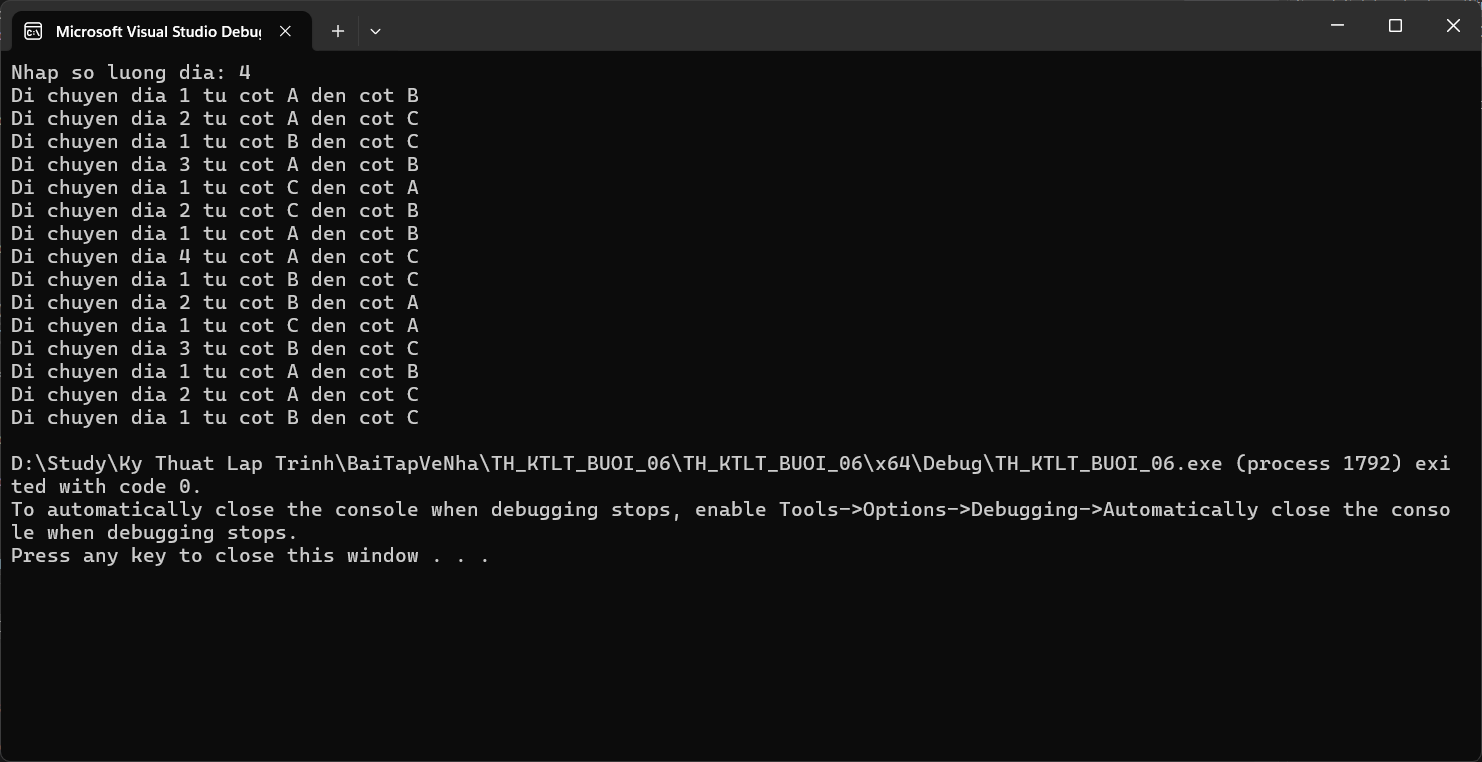 Microsoft Visual Studio Debu
Nhap so luong dia: 4
Di chuyen dia 1 tu cot A den cot B
Di chuyen dia 2 tu cot A den cot C
Di chuyen dia 1 tu cot B den cot C
Di chuyen dia 3 tu cot A den cot B
Di chuyen dia 1 tu cot C den cot A
Di chuyen dia 2 tu cot C den cot B
Di chuyen dia 1 tu cot A den cot B
Di chuyen dia 4 tu cot A den cot C
Di chuyen dia 1 tu cot B den cot C
Di chuyen dia 2 tu cot B den cot A
Di chuyen dia 1 tu cot C den cot A
Di chuyen dia 3 tu cot B den cot C
Di chuyen dia 1 tu cot A den cot B
Di chuyen dia 2 tu cot A den cot C
Di chuyen dia 1 tu cot B den cot C
D:\Study\Ky Thuat Lap Trinh\BaiTapVeNha\TH_KTLT_BUOI_06\TH_KTLT_BUOI_06\x64\Debug\TH_KTLT_BUOI_06.exe (process 1792) exi
ted with code 0.
To automatically close the console when debugging stops, enable Tools->Options->Debugging->Automatically close the conso
le when debugging stops.
Press any key to close this window . . .